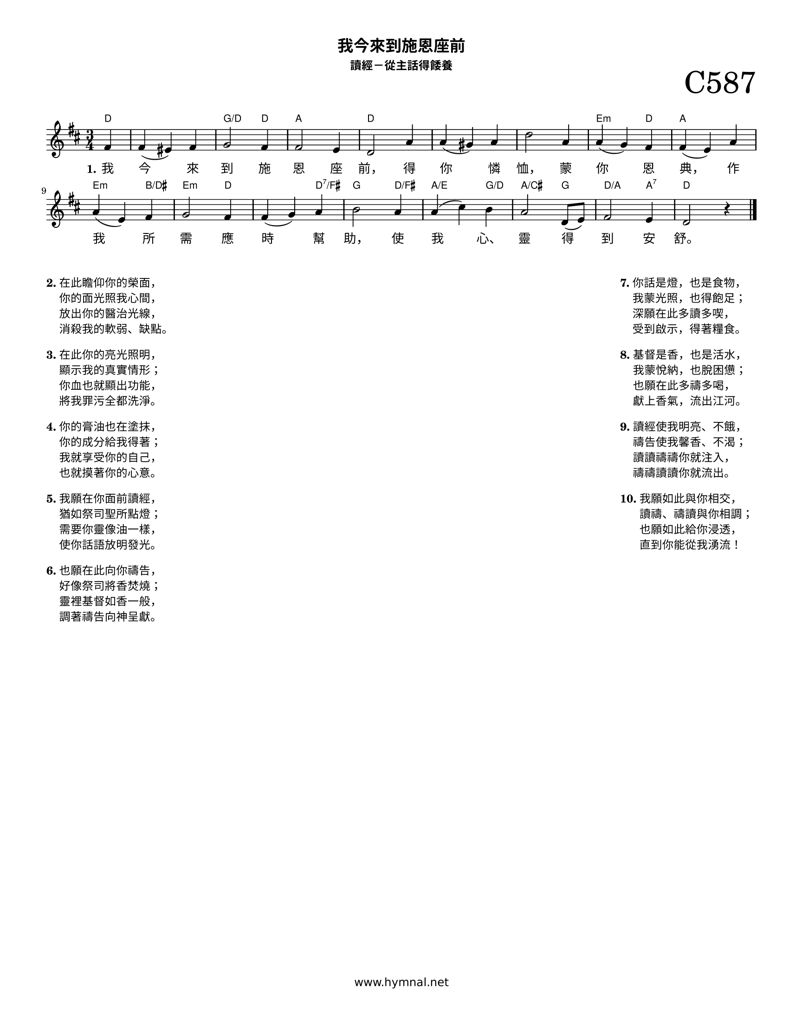 我今來到施恩座前
讀經－從主話得餧養
C587
D G/D D A D Em D A
3
4
1. 我 今 來 到 施 恩 座 前， 得 你 憐 恤， 蒙 你 恩 典， 作
9
Em B/D♯ Em D D7/F♯ G D/F♯ A/E G/D A/C♯ G D/A A7 D
我 所 需 應 時 幫 助， 使 我 心、 靈 得 到 安 舒。
2. 在此瞻仰你的榮面，
你的面光照我心間，
放出你的醫治光線，
消殺我的軟弱、缺點。
3. 在此你的亮光照明，
顯示我的真實情形；
你血也就顯出功能，
將我罪污全都洗淨。
4. 你的膏油也在塗抹，
你的成分給我得著；
我就享受你的自己，
也就摸著你的心意。
5. 我願在你面前讀經，
猶如祭司聖所點燈；
需要你靈像油一樣，
使你話語放明發光。
6. 也願在此向你禱告，
好像祭司將香焚燒；
靈裡基督如香一般，
調著禱告向神呈獻。
7. 你話是燈，也是食物，
我蒙光照，也得飽足；
深願在此多讀多喫，
受到啟示，得著糧食。
8. 基督是香，也是活水，
我蒙悅納，也脫困憊；
也願在此多禱多喝，
獻上香氣，流出江河。
9. 讀經使我明亮、不餓，
禱告使我馨香、不渴；
讀讀禱禱你就注入，
禱禱讀讀你就流出。
10. 我願如此與你相交，
讀禱、禱讀與你相調；
也願如此給你浸透，
直到你能從我湧流！
www.hymnal.net